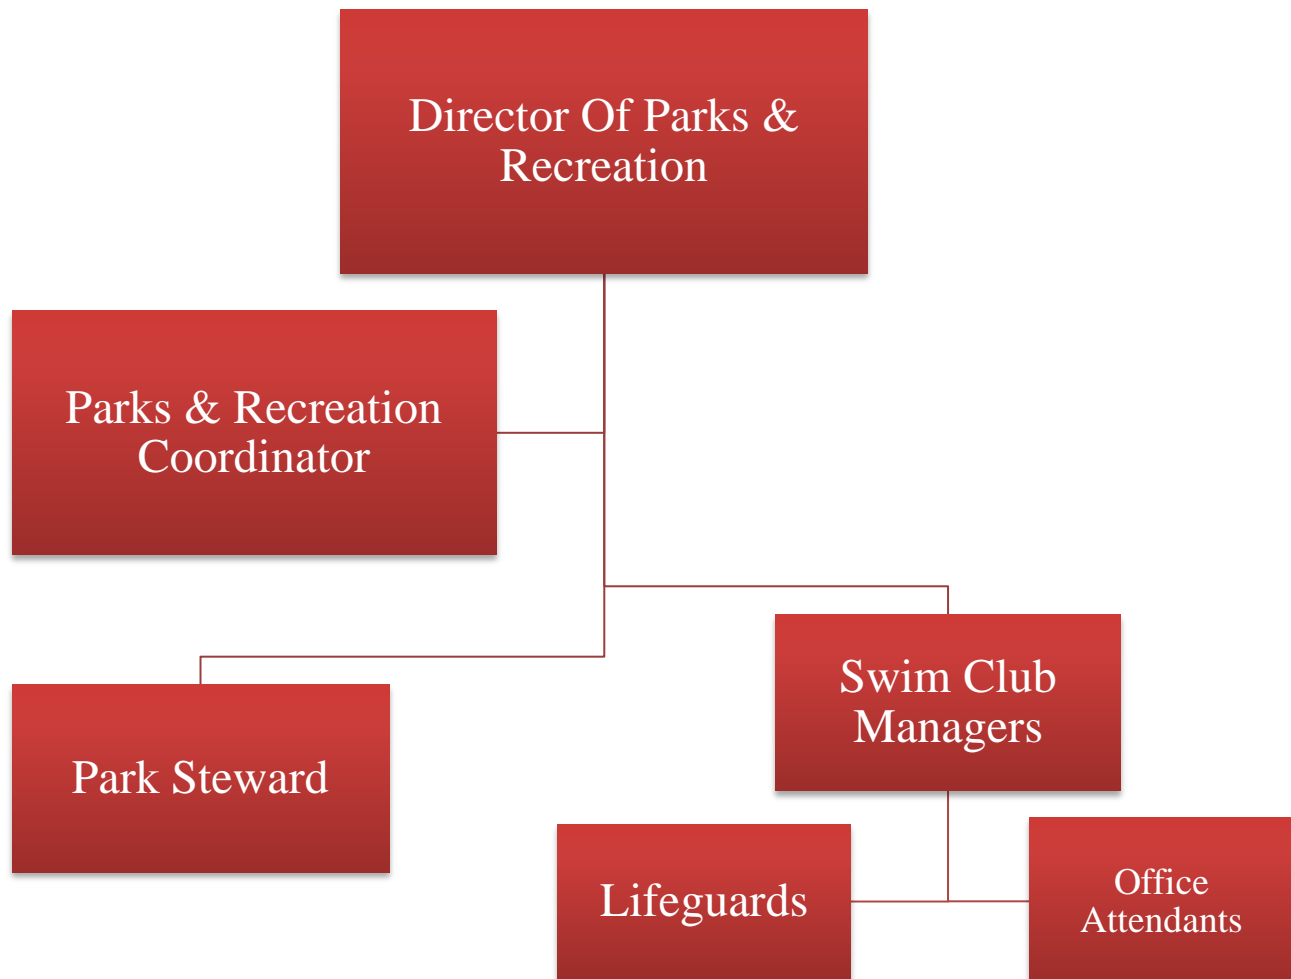 Director Of Parks &
Recreation
Parks & Recreation
Coordinator
Swim Club
Managers
Park Steward
Lifeguards
Office
Attendants